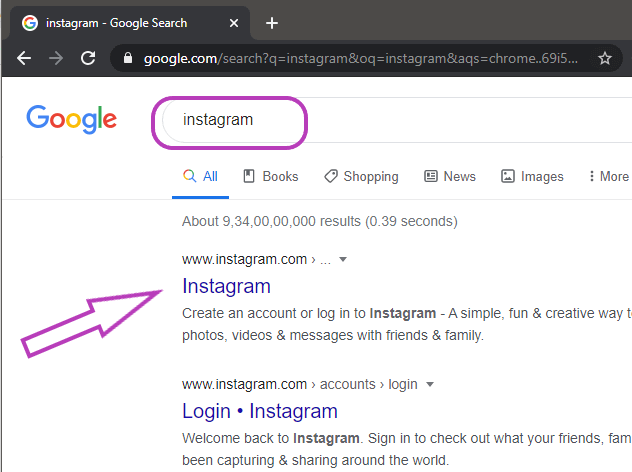 instagram - Google Search
google.com/search?q=instagram&oq=instagram&aqs=chrome..69i5...
Google
instagram
All Books Shopping News Images More
About 9,34,00,00,000 results (0.39 seconds)
www.instagram.com › ...
Instagram
Create an account or log in to Instagram - A simple, fun & creative way to
photos, videos & messages with friends & family.
www.instagram.com › accounts › login
Login • Instagram
Welcome back to Instagram. Sign in to check out what your friends, fam
been capturing & sharing around the world.